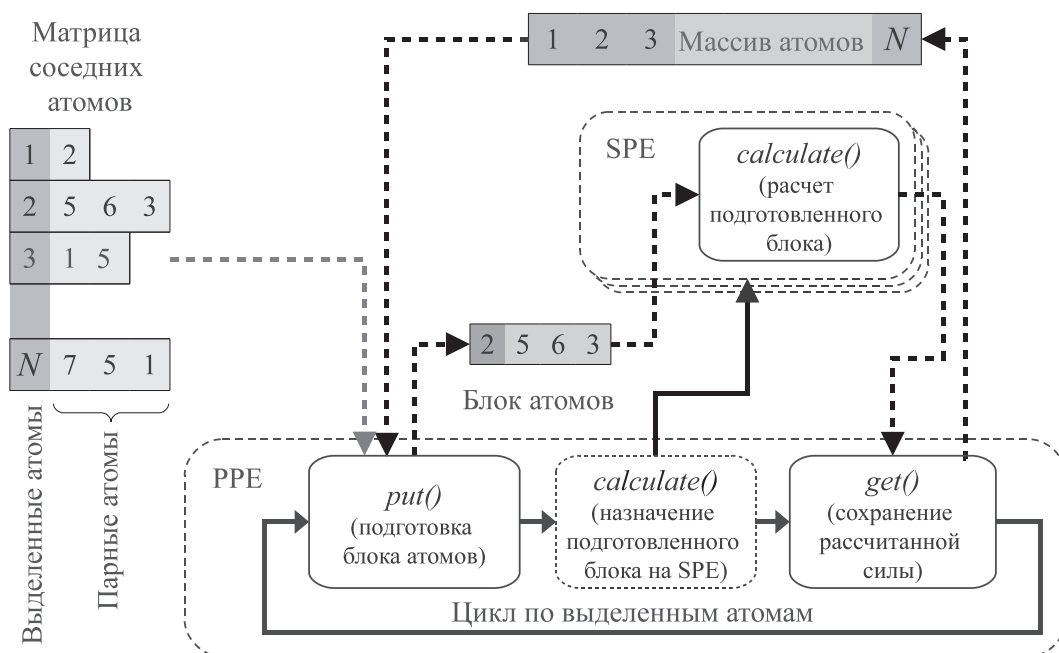 Матрица
соседних
атомов
1 2
2 5 6 3
3 1 5
N 7 5 1
Выделенные атомы
Парные атомы
1 2 3 Массив атомов N
SPE
calculate()
(расчет
подготовленного
блока)
2 5 6 3
Блок атомов
PPE
put()
(подготовка
блока атомов)
calculate()
(назначение
подготовленного
блока на SPE)
get()
(сохранение
рассчитанной
силы)
Цикл по выделенным атомам